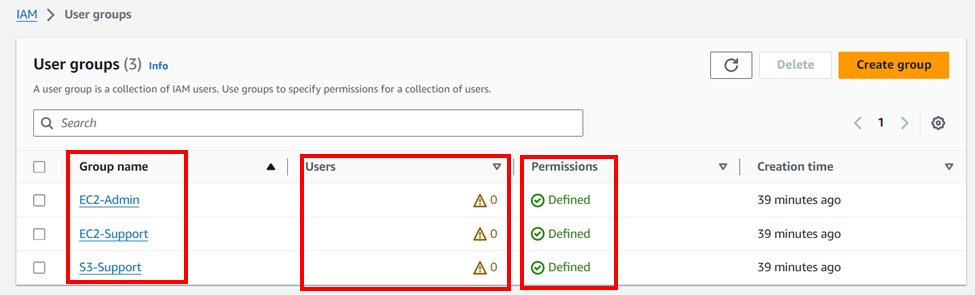 IAM > User groups
User groups (3) Info
Delete
Create group
A user group is a collection of IAM users. Use groups to specify permissions for a collection of users.
Search
1
Group name Users Permissions Creation time
EC2-Admin 0 Defined 39 minutes ago
EC2-Support 0 Defined 39 minutes ago
S3-Support 0 Defined 39 minutes ago